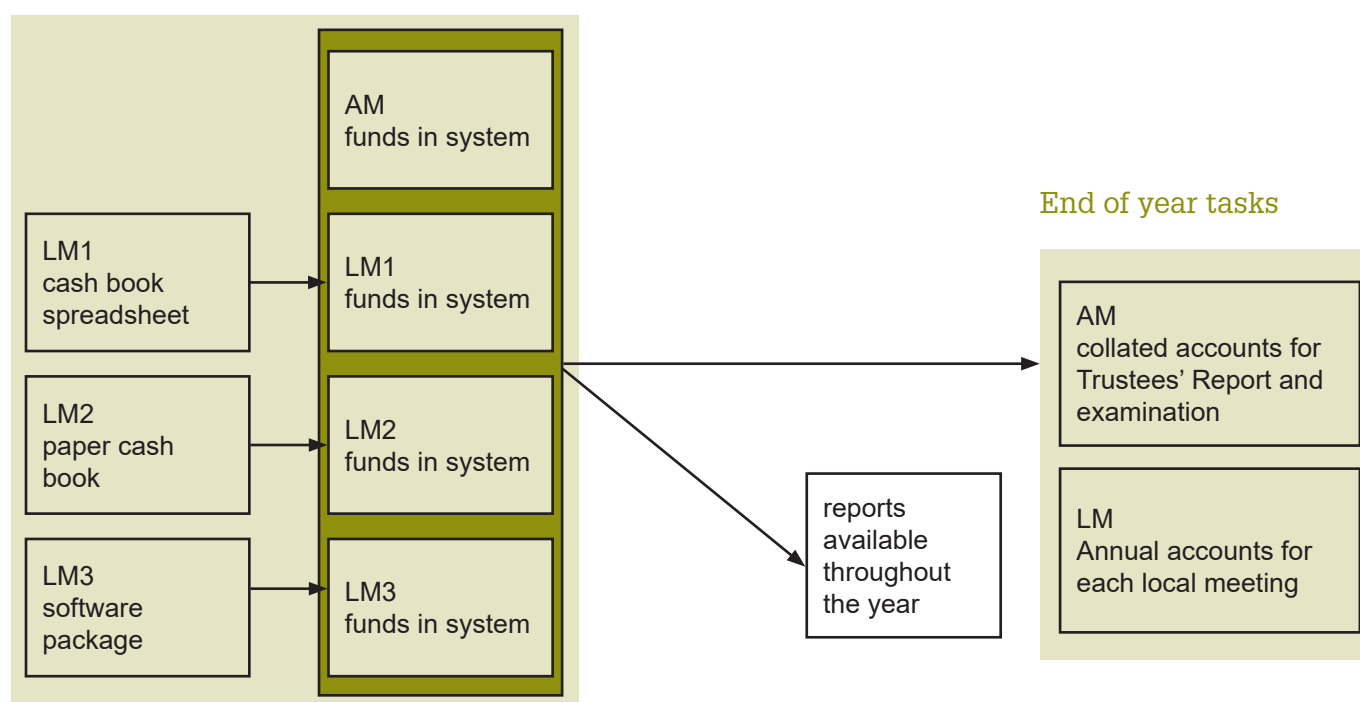 AM
funds in system
LM1
cash book
spreadsheet
LM1
funds in system
LM2
paper cash
book
LM2
funds in system
LM3
software
package
LM3
funds in system
reports
available
throughout
the year
End of year tasks
AM
collated accounts for
Trustees’ Report and
examination
LM
Annual accounts for
each local meeting